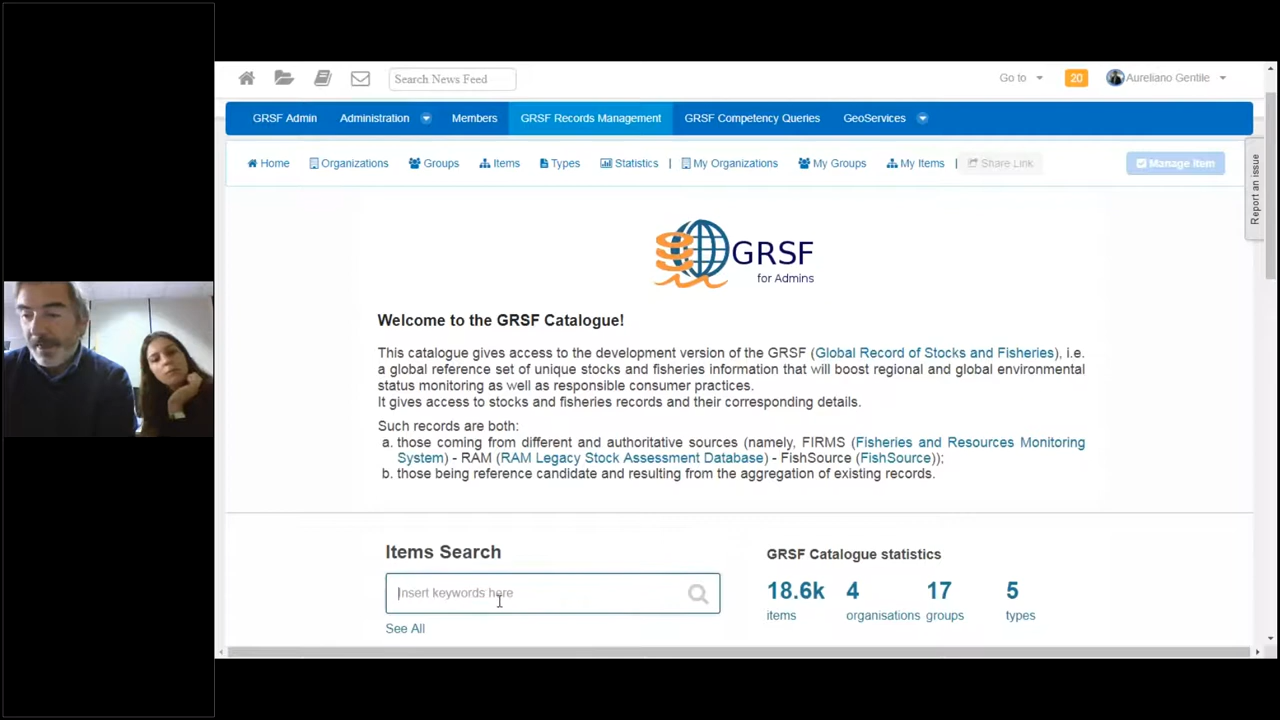 Search News Feed
Go to
20
Aureliano Gentile
GRSF Admin
Administration
Members
GRSF Records Management
GRSF Competency Queries
GeoServices
Home
Organizations
Groups
Items
Types
Statistics
|
My Organizations
My Groups
My Items
|
Share Link
Manage Item
Report an issue
GRSF
for Admins
Welcome to the GRSF Catalogue!
This catalogue gives access to the development version of the GRSF (Global Record of Stocks and Fisheries), i.e.
a global reference set of unique stocks and fisheries information that will boost regional and global environmental
status monitoring as well as responsible consumer practices.
It gives access to stocks and fisheries records and their corresponding details.
Such records are both:
a. those coming from different and authoritative sources (namely, FIRMS (Fisheries and Resources Monitoring
System) - RAM (RAM Legacy Stock Assessment Database) - FishSource (FishSource));
b. those being reference candidate and resulting from the aggregation of existing records.
Items Search
Insert keywords here
See All
GRSF Catalogue statistics
18.6k
items
4
organisations
17
groups
5
types